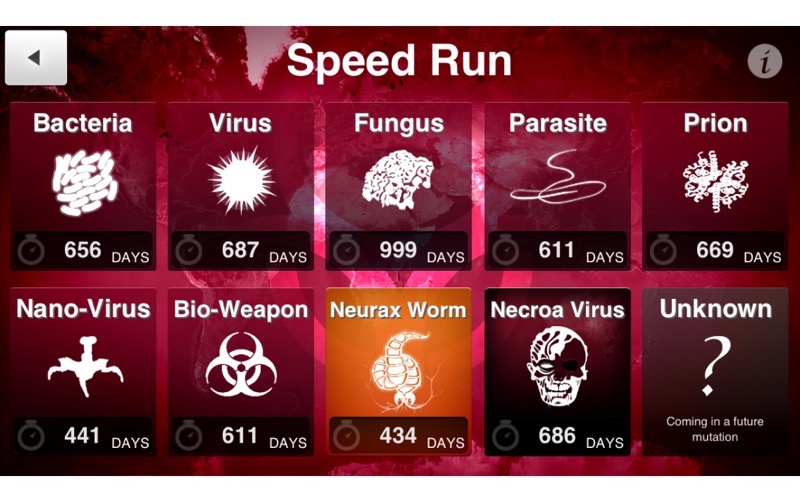 Speed Run
i
Bacteria
656 DAYS
Virus
687 DAYS
Fungus
999 DAYS
Parasite
611 DAYS
Prion
669 DAYS
Nano-Virus
441 DAYS
Bio-Weapon
611 DAYS
Neurax Worm
434 DAYS
Necroa Virus
686 DAYS
Unknown
?
Coming in a future
mutation